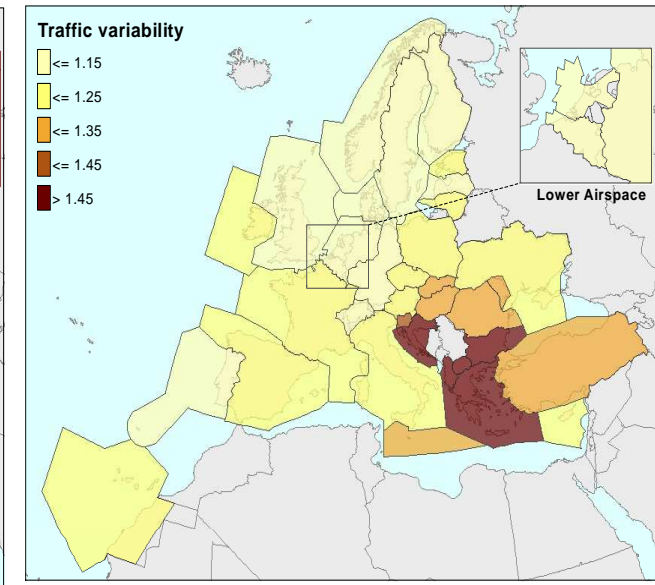 Traffic variability
<= 1.15
<= 1.25
<= 1.35
<= 1.45
> 1.45
Lower Airspace